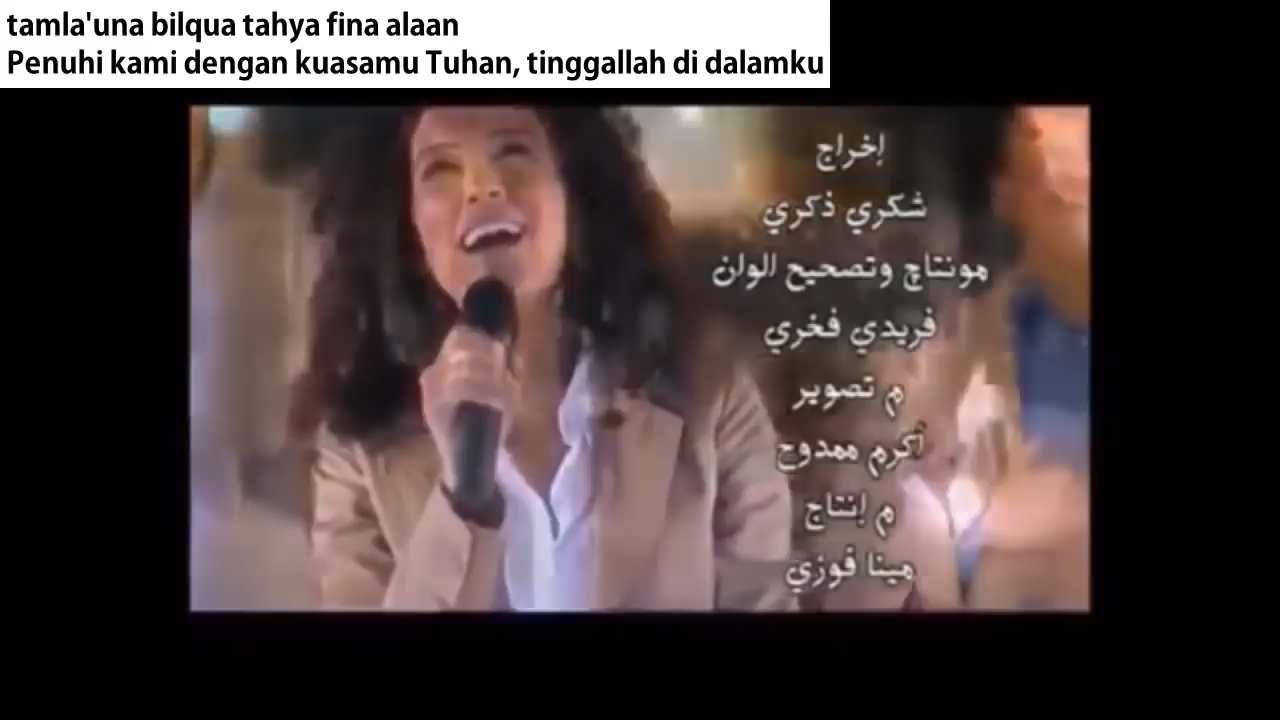 tamla'una bilqua tahya fina alaan
Penuhi kami dengan kuasamu Tuhan, tinggallah di dalamku
إخراج
شكري ذكري
مونتاچ وتصحيح الوان
فريدي فخري
م تصوير
أكرم ممدوح
م إنتاج
مينا فوزي